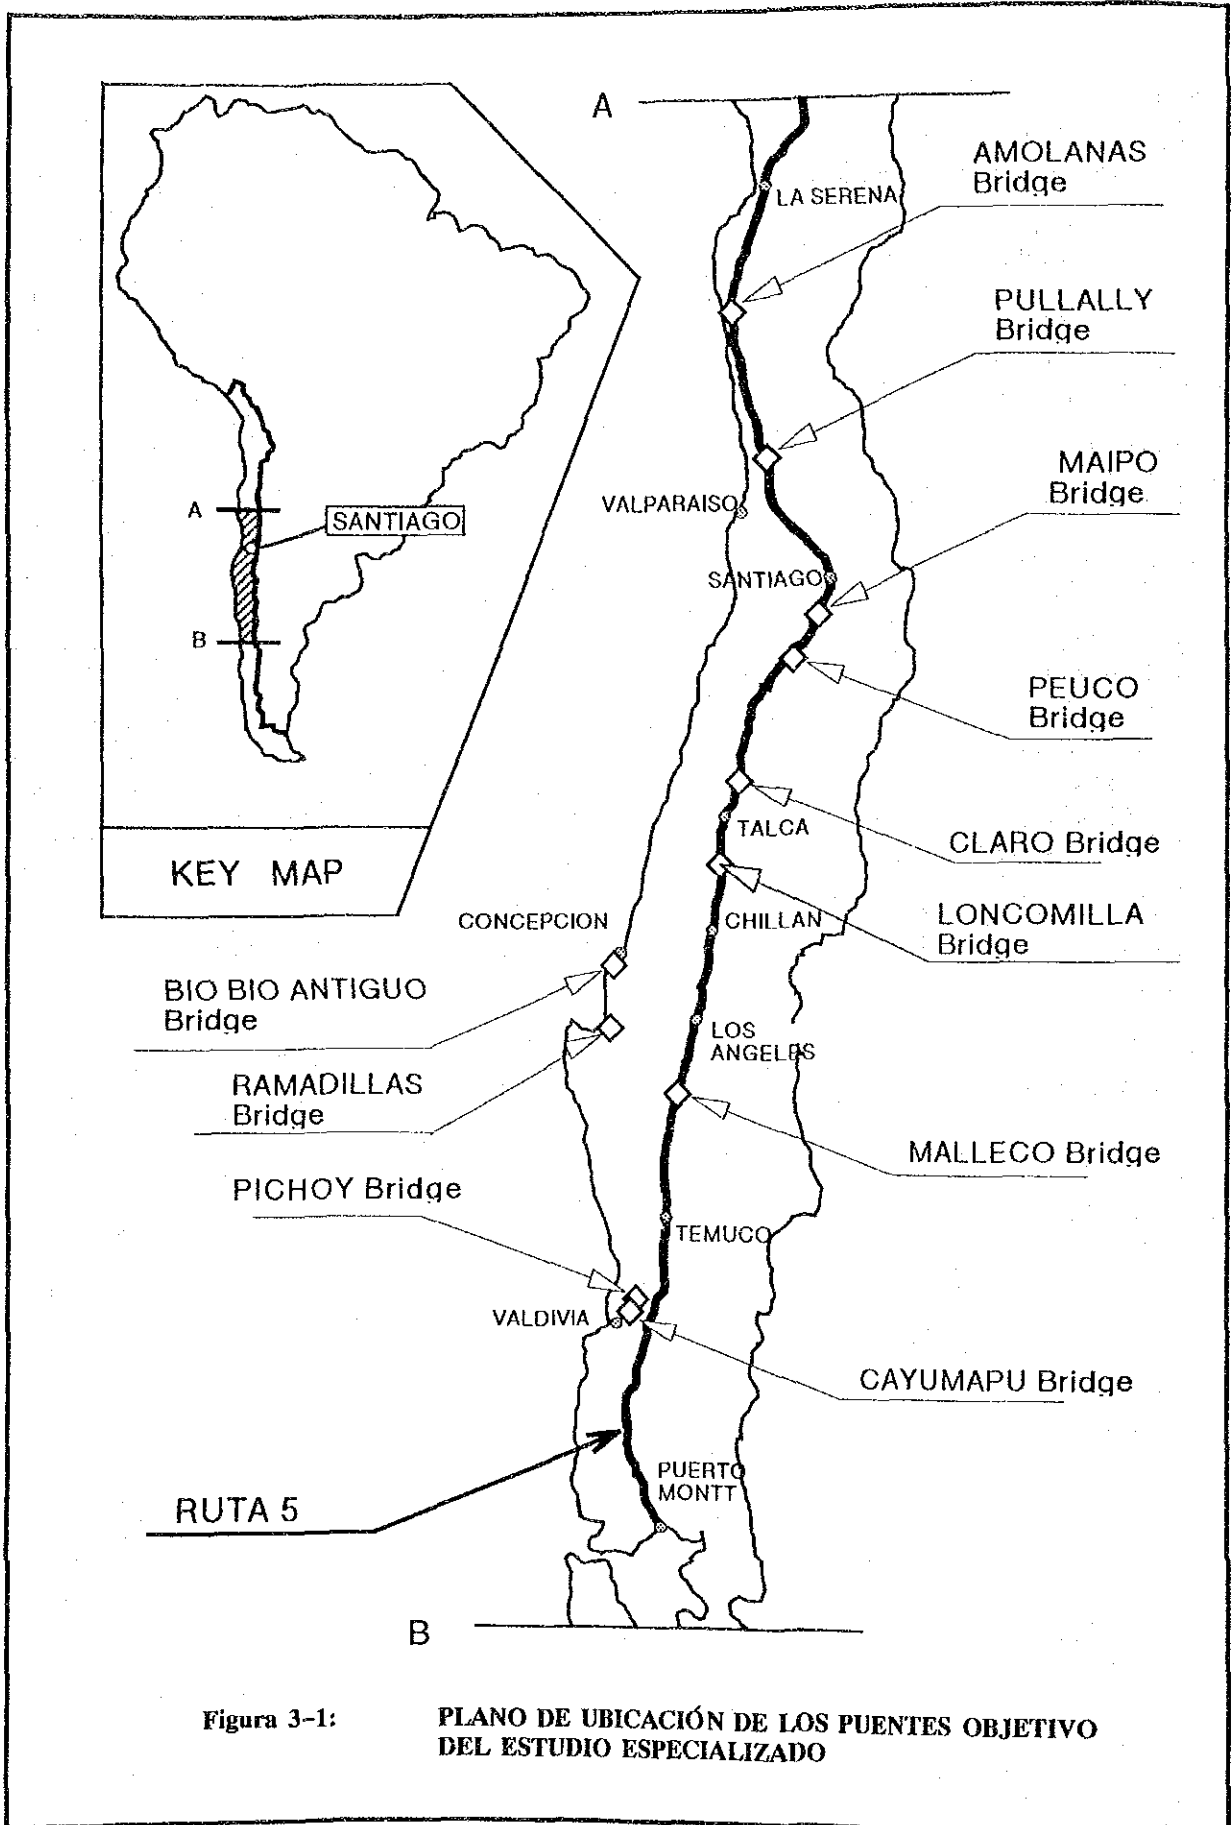 A
AMOLANAS
Bridge
LA SERENA
PULLALLY
Bridge
MAIPO
Bridge
VALPARAISO
A
SANTIAGO
SANTIAGO
B
PEUCO
Bridge
TALCA
CLARO Bridge
KEY MAP
CONCEPCION
CHILLAN
LONCOMILLA
Bridge
BIO BIO ANTIGUO
Bridge
LOS
ANGELES
RAMADILLAS
Bridge
MALLECO Bridge
PICHOY Bridge
TEMUCO
VALDIVIA
CAYUMAPU Bridge
PUERTO
MONTT
RUTA 5
B
Figura 3-1: PLANO DE UBICACIÓN DE LOS PUENTES OBJETIVO
DEL ESTUDIO ESPECIALIZADO